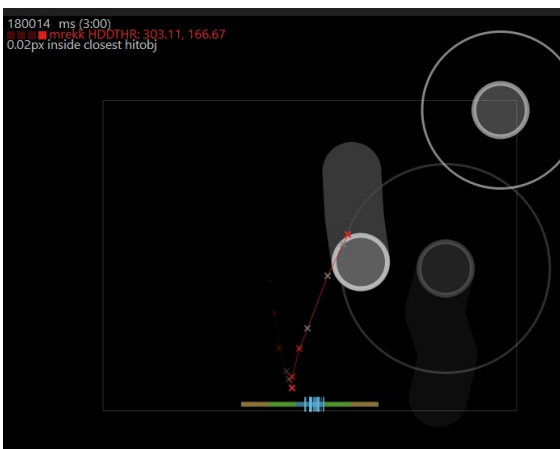 180014 ms (3:00)
mrekk HDDTHR: 303.11, 166.67
0.02px inside closest hitobj